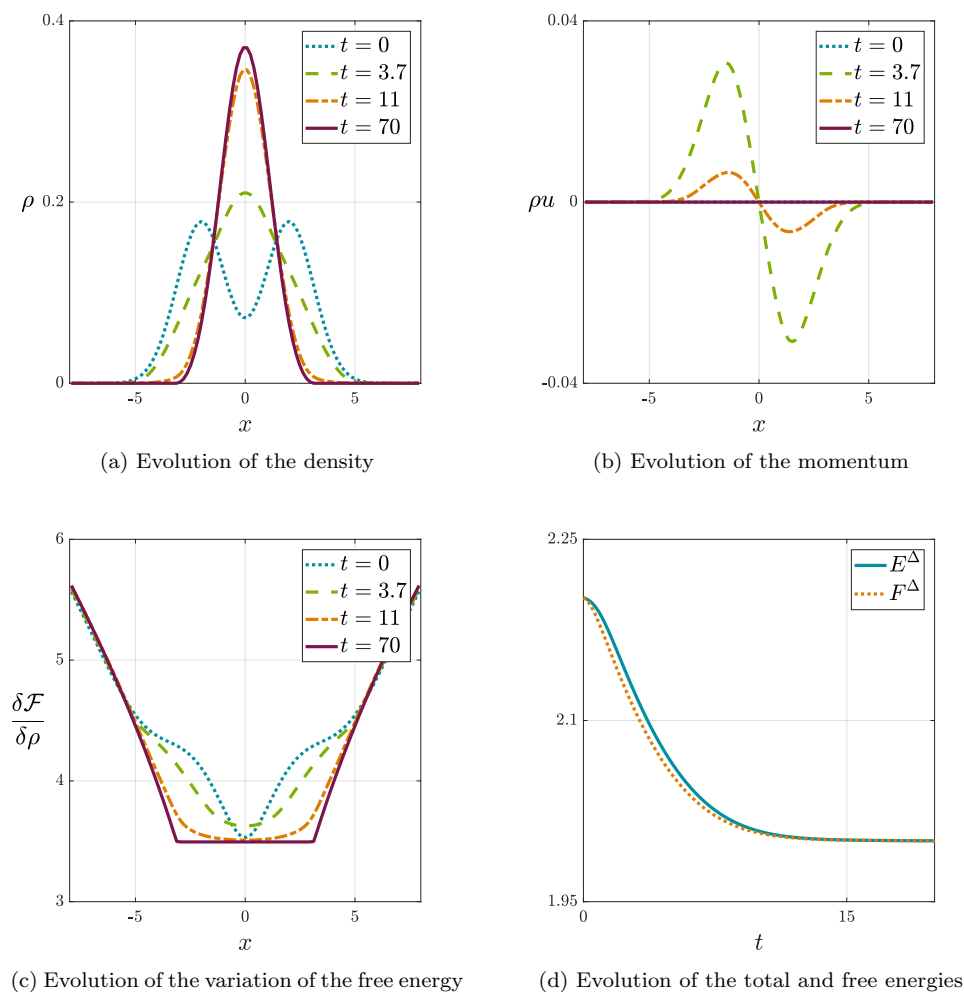 0.4
0.2
0
ρ
-5
0
5
x
t = 0
t = 3.7
t = 11
t = 70
(a) Evolution of the density
0.04
0
-0.04
ρu
-5
0
5
x
t = 0
t = 3.7
t = 11
t = 70
(b) Evolution of the momentum
6
5
4
3
δF
δρ
-5
0
5
x
t = 0
t = 3.7
t = 11
t = 70
(c) Evolution of the variation of the free energy
2.25
2.1
1.95
0
15
t
E^Δ
F^Δ
(d) Evolution of the total and free energies